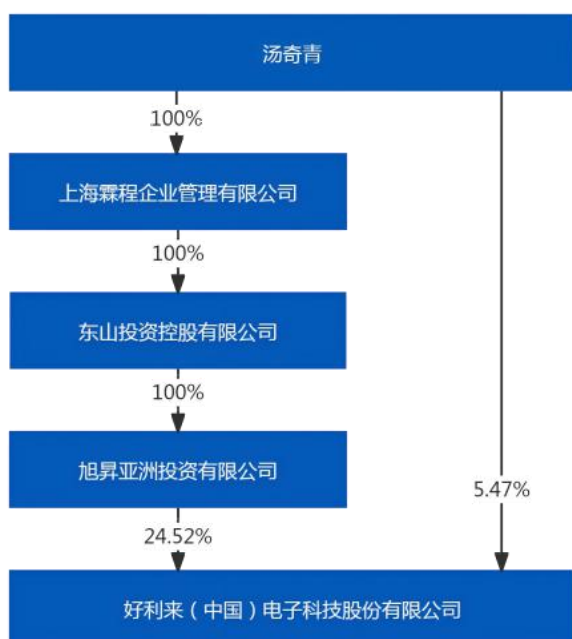 汤奇青
100%
上海霖程企业管理有限公司
100%
东山投资控股有限公司
100%
旭昇亚洲投资有限公司
5.47%
24.52%
好利来（中国）电子科技股份有限公司